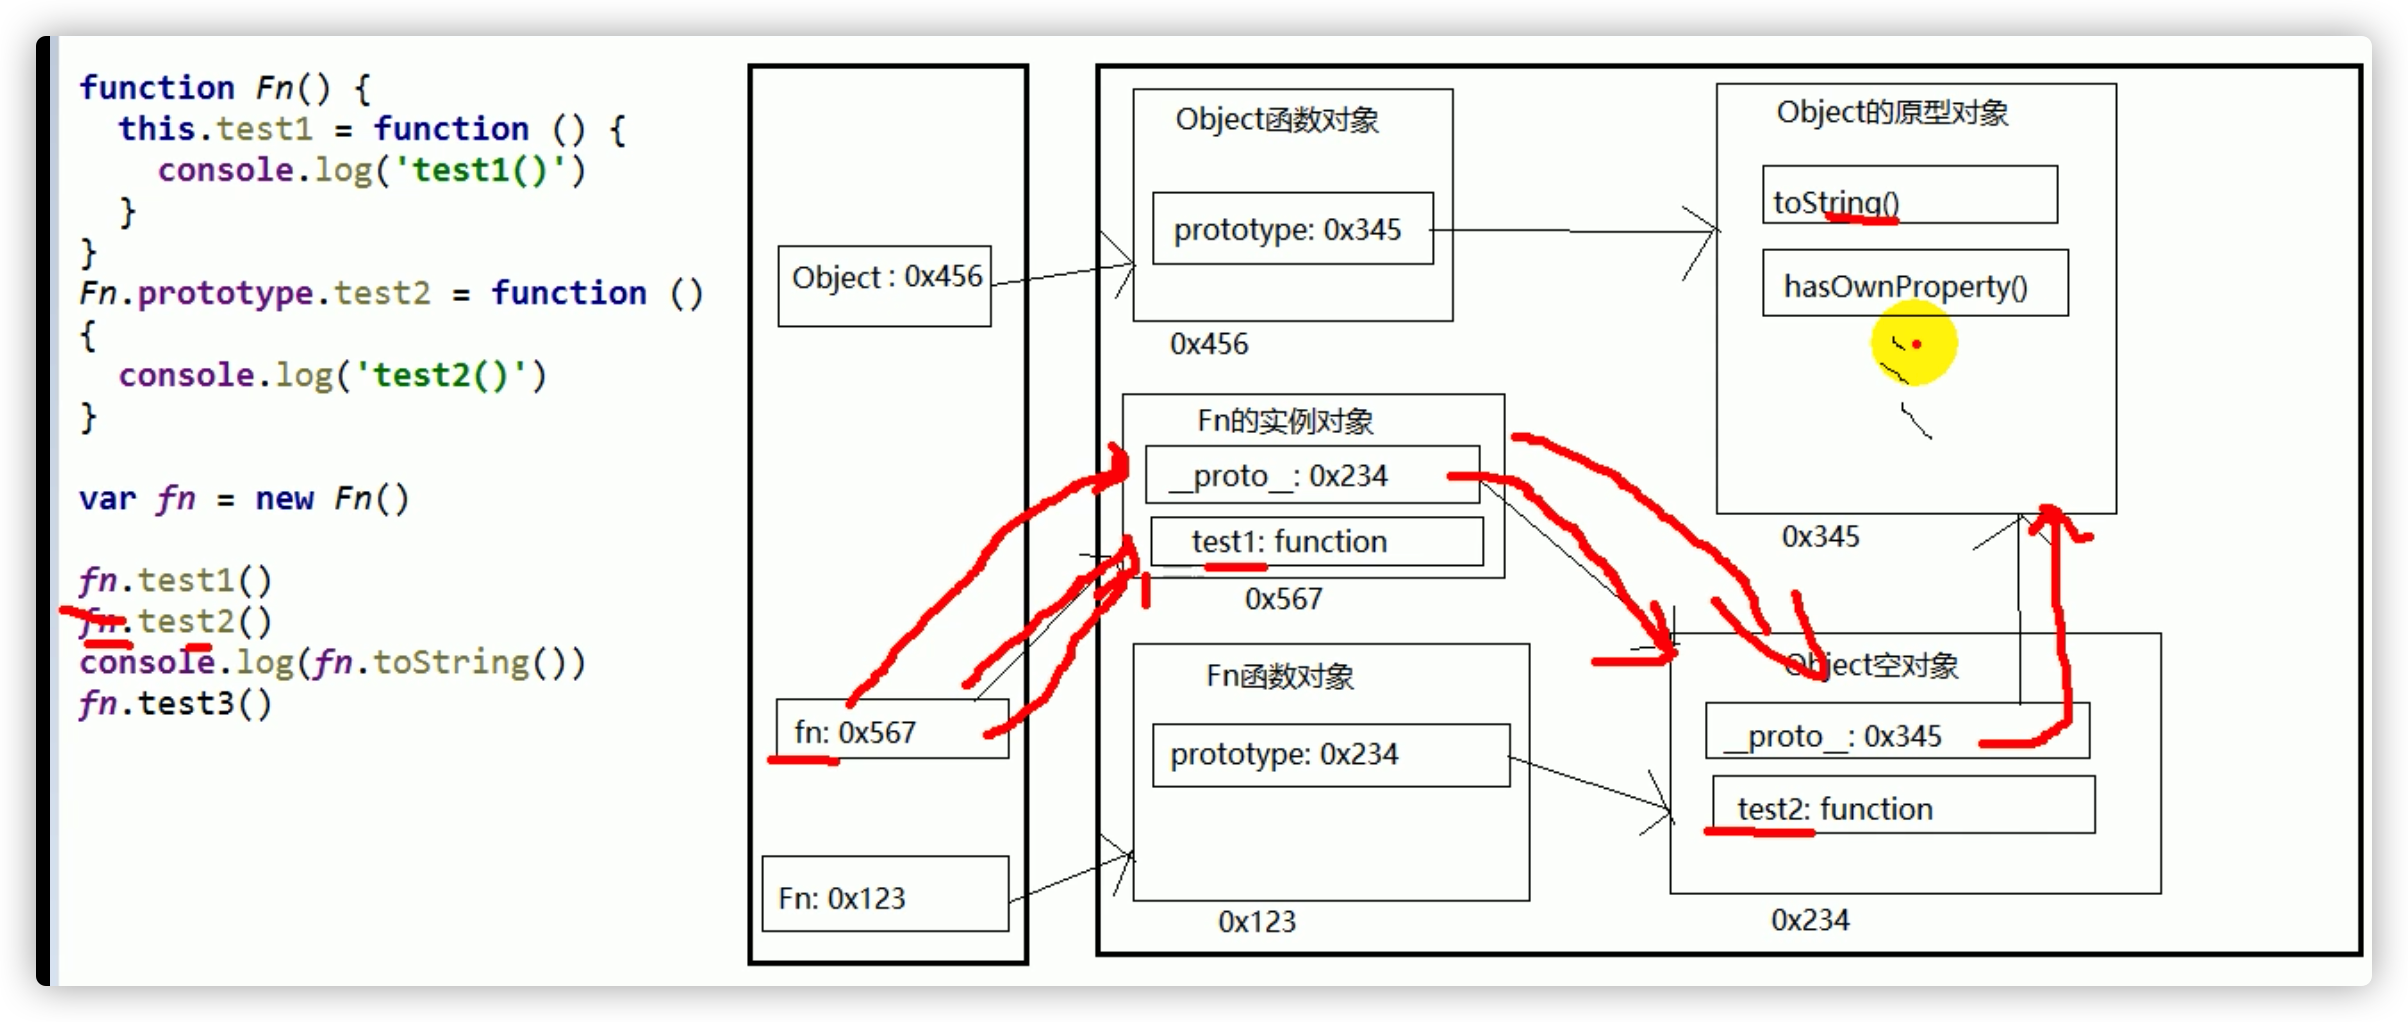 function Fn() {
this.test1 = function () {
console.log('test1()')
}
}
Fn.prototype.test2 = function ()
{
console.log('test2()')
}
var fn = new Fn()
fn.test1()
fn.test2()
console.log(fn.toString())
fn.test3()
Object : 0x456
fn: 0x567
Fn: 0x123
Object函数对象
prototype: 0x345
0x456
Fn的实例对象
__proto__: 0x234
test1: function
0x567
Fn函数对象
prototype: 0x234
0x123
Object的原型对象
toString()
hasOwnProperty()
0x345
Object空对象
__proto__: 0x345
test2: function
0x234